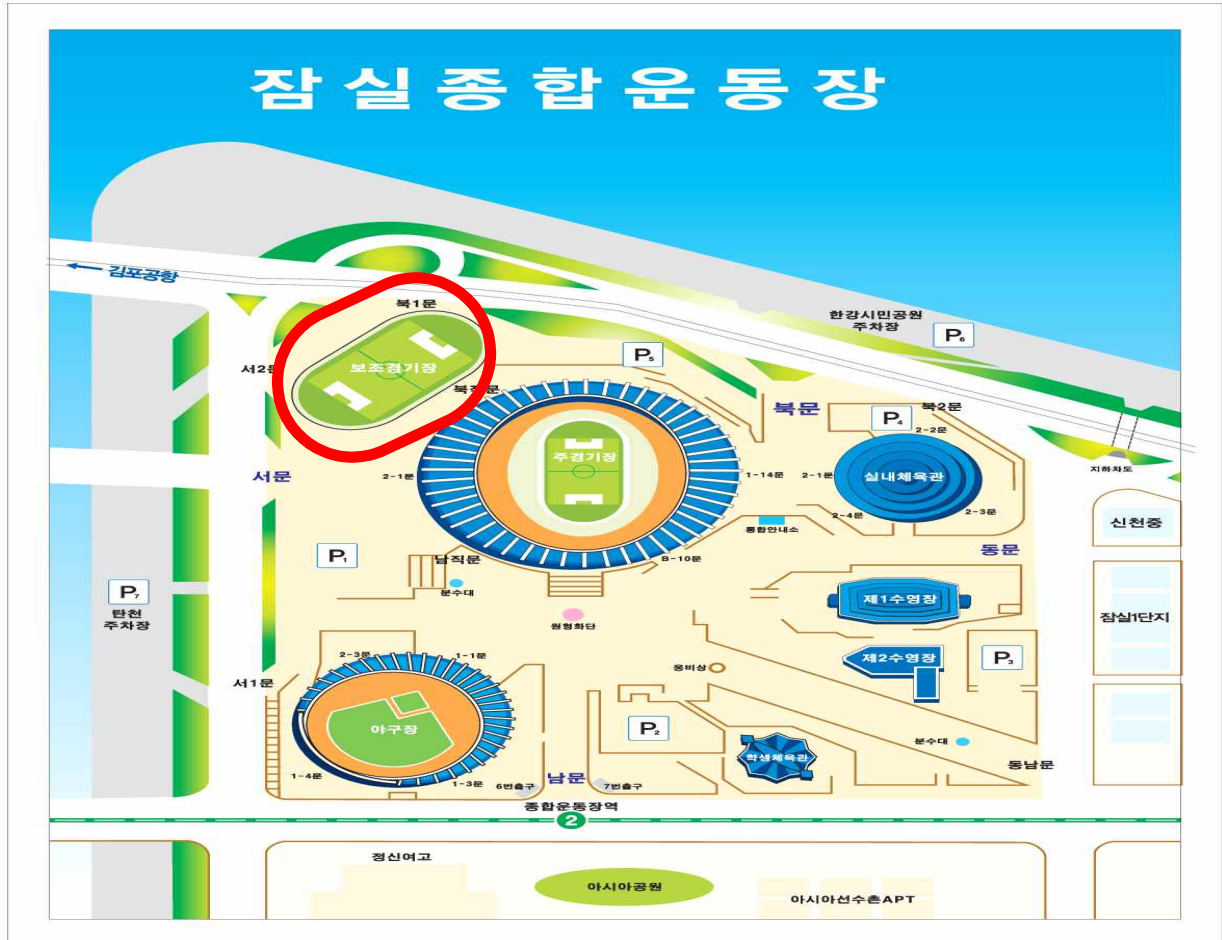 잠실종합운동장
김포공항
북1문
한강시민공원
주차장
P6
P5
서2문
보조경기장
북문
P4
북2문
2-2문
주경기장
지하차도
서문
2-1문
1-14문
2-1문
실내체육관
2-4문
2-3문
신천중
통합안내소
동문
P1
남직문
8-10문
분수대
P7
탄천
주차장
제1수영장
잠실1단지
원형화단
2-3문
1-1문
제2수영장
P3
웅비상
서1문
야구장
P2
분수대
학생체육관
동남문
1-4문
1-3문
6번출구
남문
7번출구
종합운동장역
2
정신여고
아시아공원
아시아선수촌APT